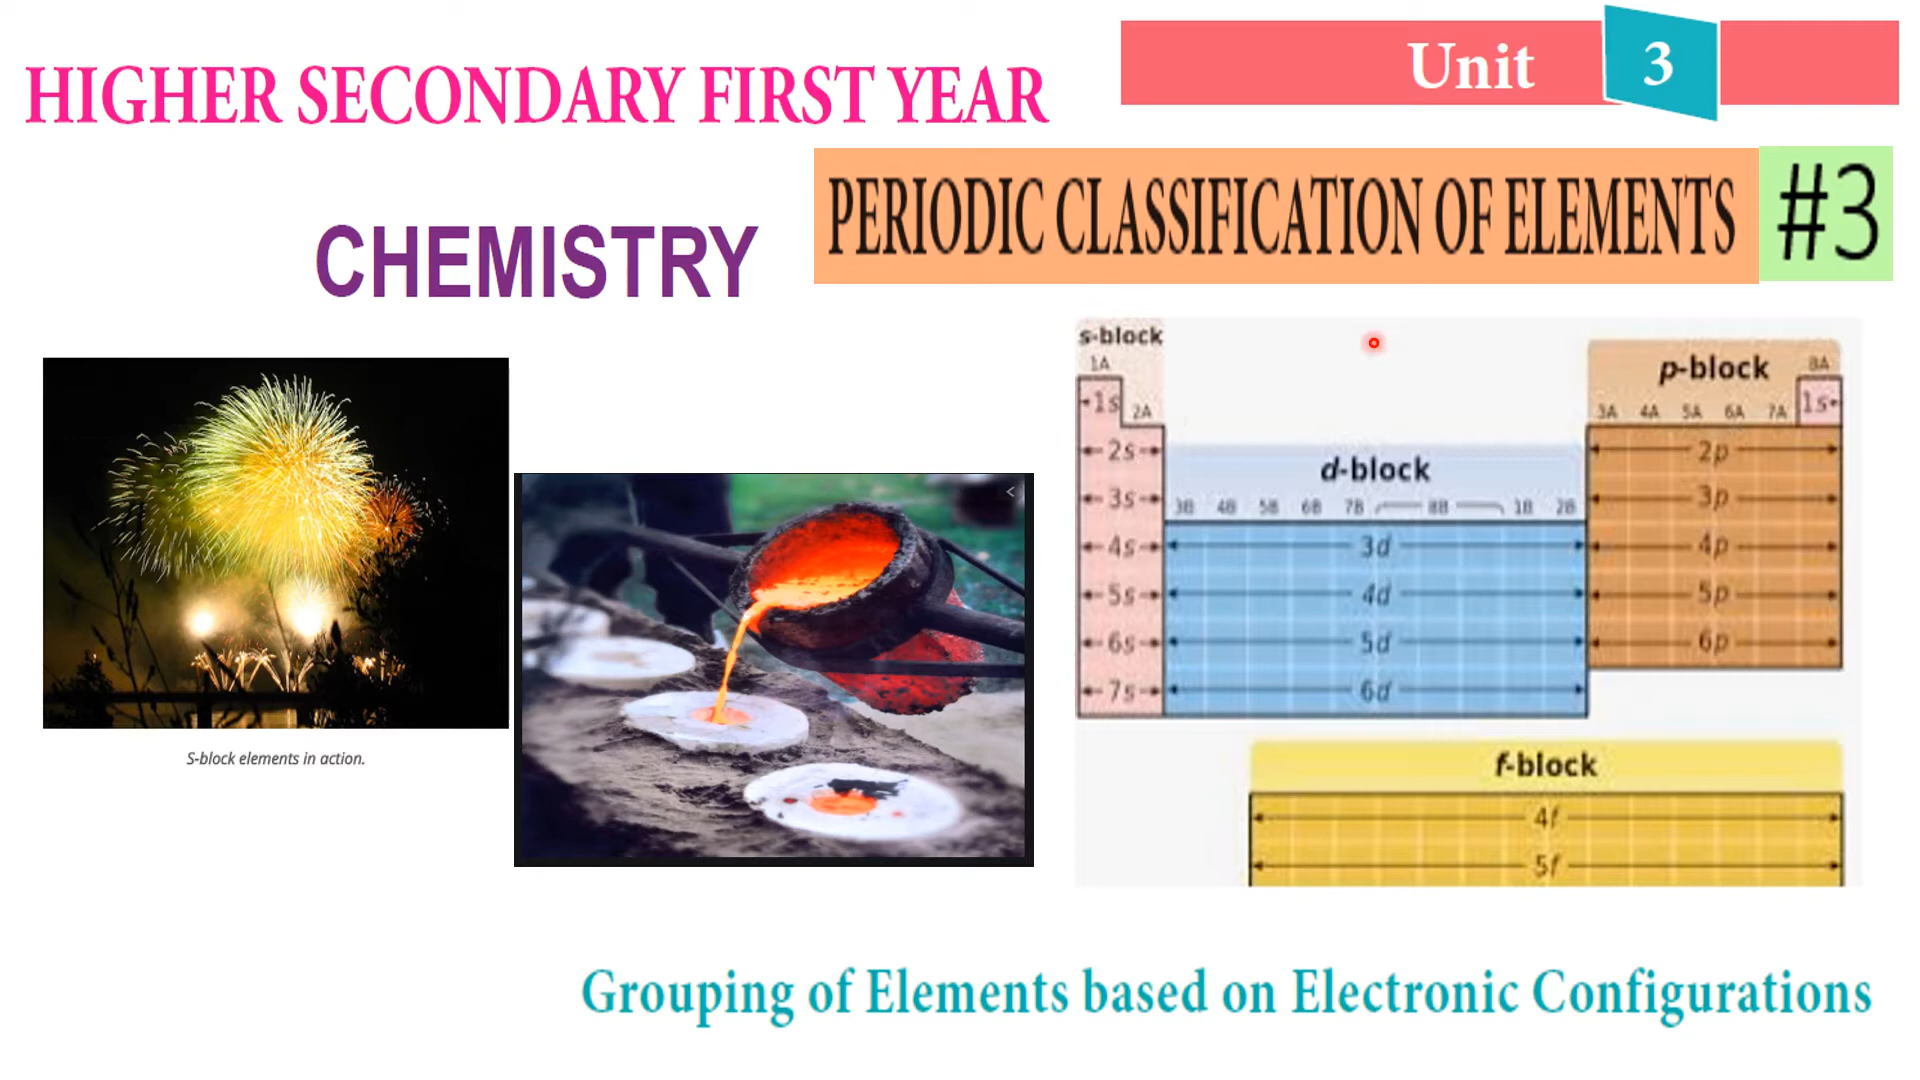 HIGHER SECONDARY FIRST YEAR
Unit 3
PERIODIC CLASSIFICATION OF ELEMENTS #3
CHEMISTRY
s-block
1A
2A
1s
2s
3s
4s
5s
6s
7s
d-block
3B 4B 5B 6B 7B 8B 1B 2B
3d
4d
5d
6d
p-block
8A
3A 4A 5A 6A 7A
1s
2p
3p
4p
5p
6p
f-block
4f
5f
<
S-block elements in action.
Grouping of Elements based on Electronic Configurations